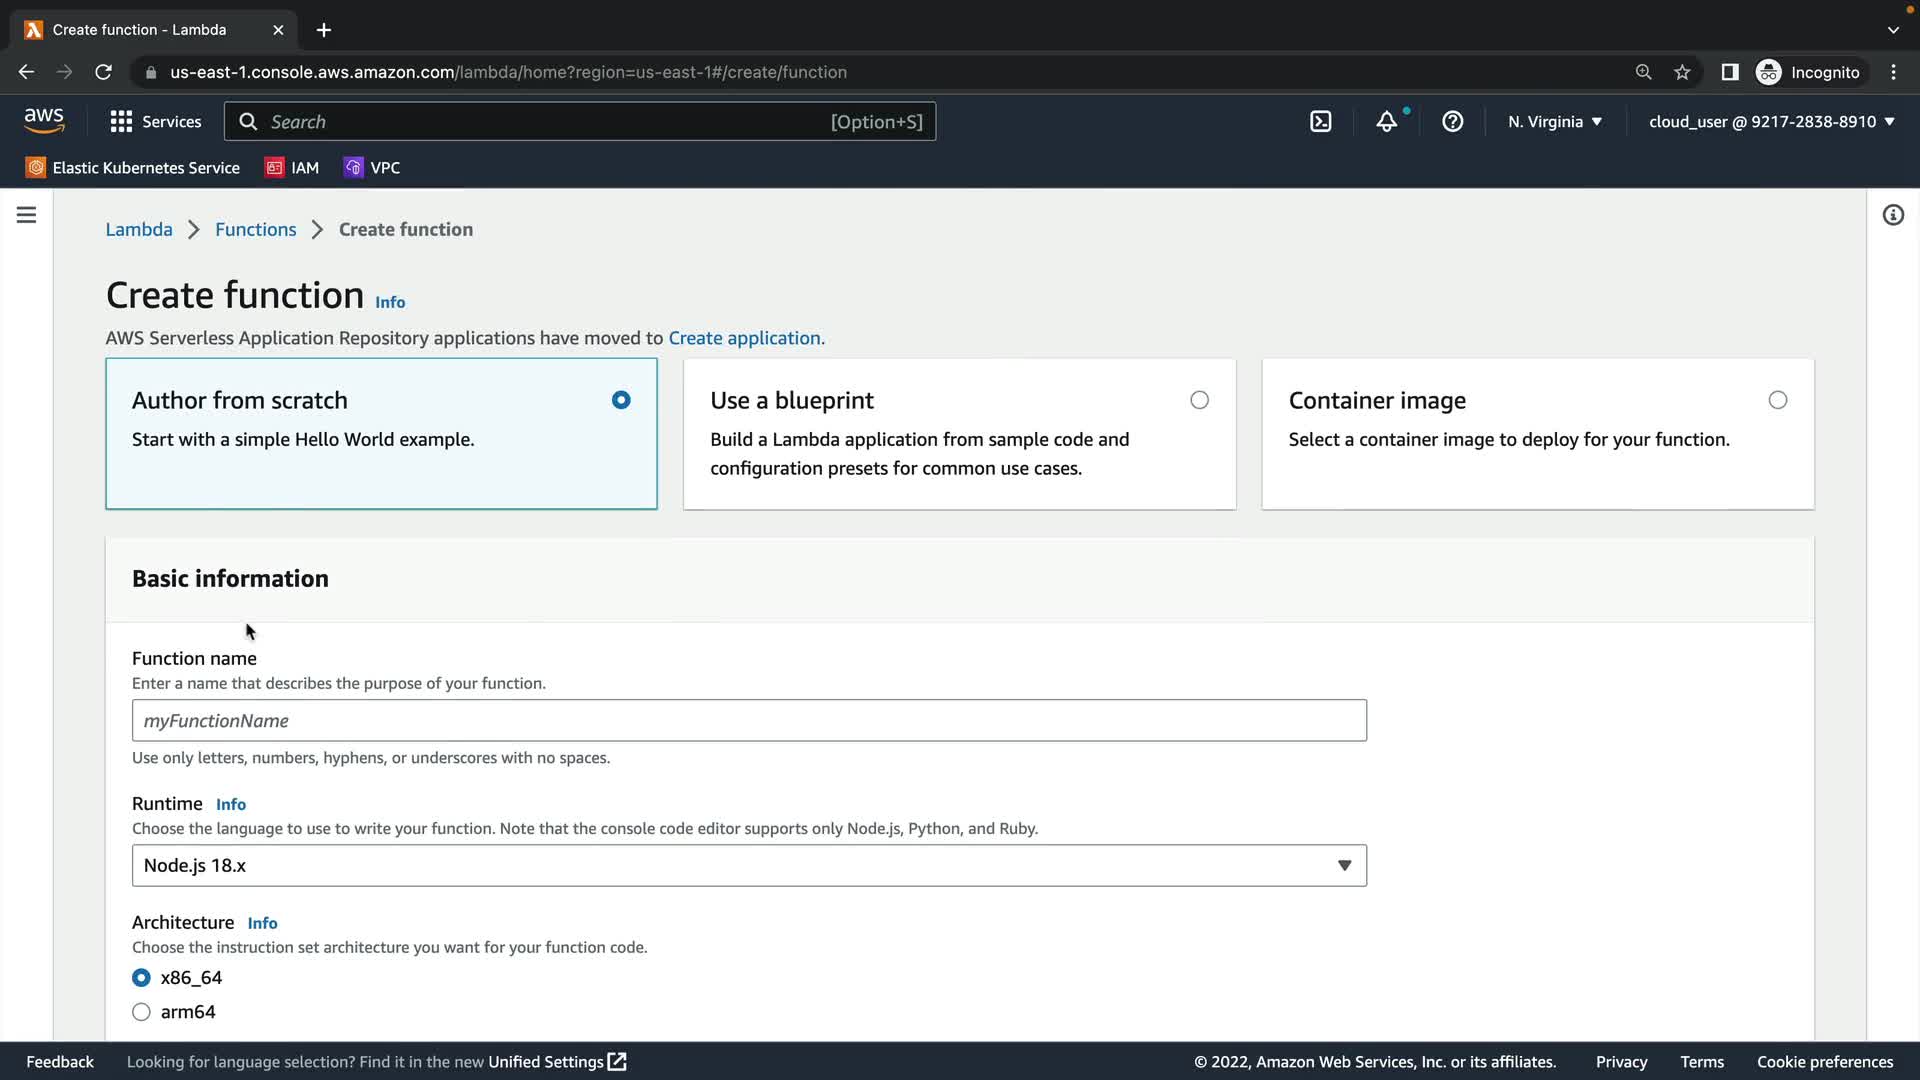 Create function - Lambda
us-east-1.console.aws.amazon.com/lambda/home?region=us-east-1#/create/function
Incognito
aws
Services
Search
[Option+S]
N. Virginia
cloud_user @ 9217-2838-8910
Elastic Kubernetes Service
IAM
VPC
Lambda
Functions
Create function
Create function Info
AWS Serverless Application Repository applications have moved to Create application.
Author from scratch
Start with a simple Hello World example.
Use a blueprint
Build a Lambda application from sample code and
configuration presets for common use cases.
Container image
Select a container image to deploy for your function.
Basic information
Function name
Enter a name that describes the purpose of your function.
myFunctionName
Use only letters, numbers, hyphens, or underscores with no spaces.
Runtime Info
Choose the language to use to write your function. Note that the console code editor supports only Node.js, Python, and Ruby.
Node.js 18.x
Architecture Info
Choose the instruction set architecture you want for your function code.
x86_64
arm64
Feedback
Looking for language selection? Find it in the new Unified Settings
© 2022, Amazon Web Services, Inc. or its affiliates.
Privacy
Terms
Cookie preferences